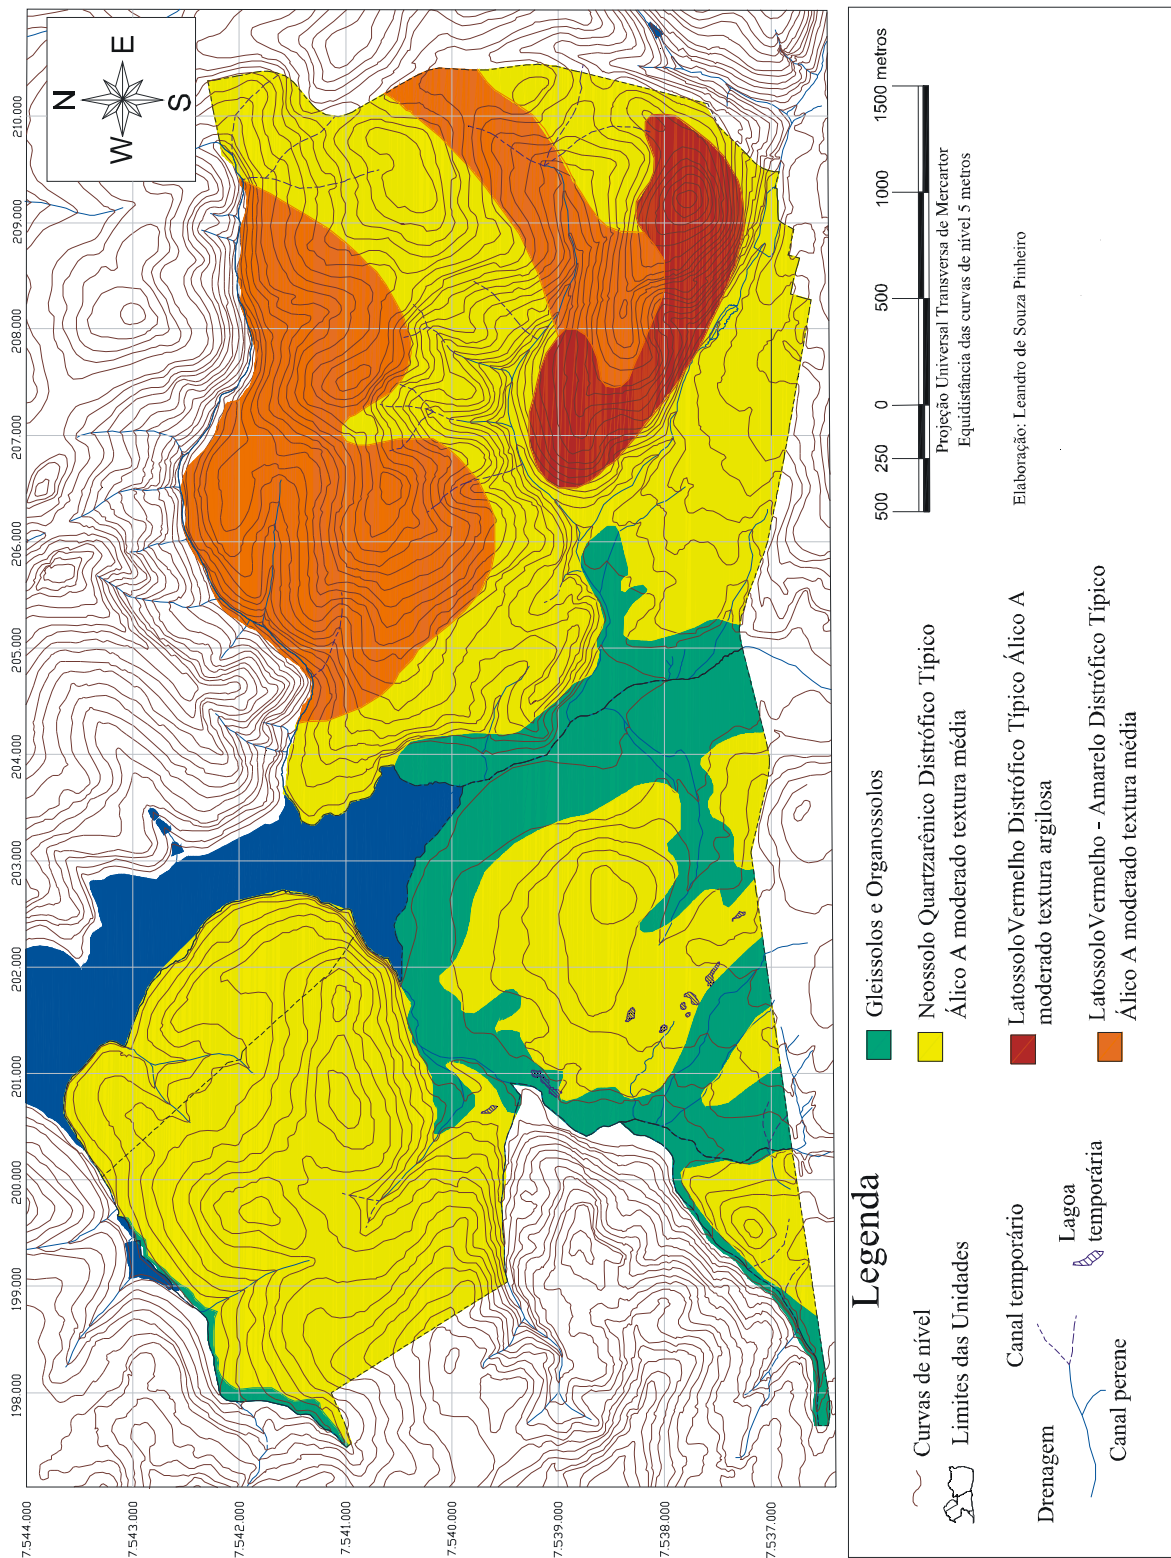 N
W
E
S
N
S
7.544.000
7.543.000
7.542.000
7.541.000
7.540.000
7.539.000
7.538.000
7.537.000
198.000
199.000
200.000
201.000
202.000
203.000
204.000
205.000
206.000
207.000
208.000
209.000
210.000
Legenda
Curvas de nível
Limites das Unidades
Drenagem
Canal temporário
Canal perene
Lagoa
temporária
Gleissolos e Organossolos
Neossolo Quartzarênico Distrófico Típico
Álico A moderado textura média
LatossoloVermelho Distrófico Típico Álico A
moderado textura argilosa
LatossoloVermelho - Amarelo Distrófico Típico
Álico A moderado textura média
500 250 0 500 1000 1500 metros
Projeção Universal Transversa de Mercartor
Equidistância das curvas de nível 5 metros
Elaboração: Leandro de Souza Pinheiro